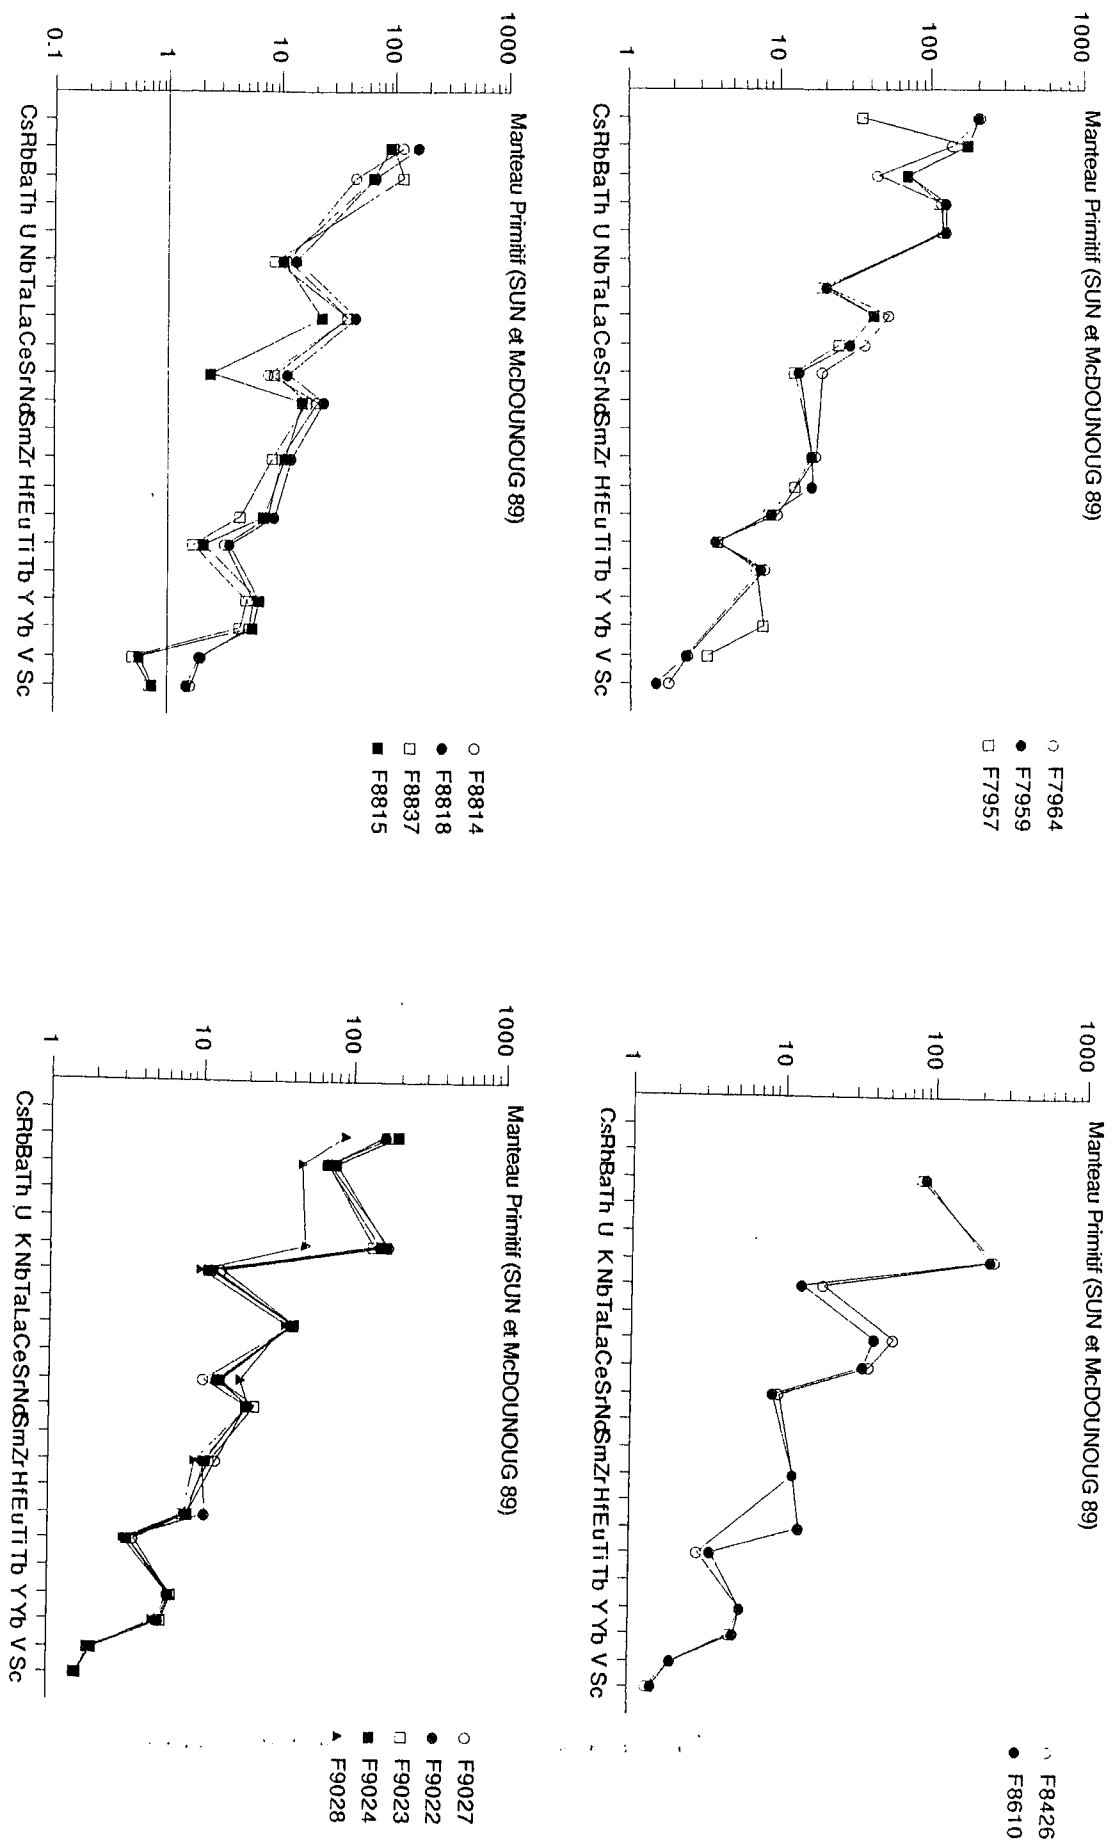 Manteau Primitif (SUN et McDOUNOUG 89)
1000
100
10
1
CsRbBaTh U NbTaLaCeSrNdSmZr HfEuTiTb Y Yb V Sc
F7964
F7959
F7957
Manteau Primitif (SUN et McDOUNOUG 89)
1000
100
10
1
CsRbBaTh U K NbTaLaCeSrNdSmZrHfEuTiTb Y Yb V Sc
F8426
F8610
Manteau Primitif (SUN et McDOUNOUG 89)
1000
100
10
1
0.1
CsRbBaTh U NbTaLaCeSrNdSmZr HfEuTiTb Y Yb V Sc
F8814
F8818
F8837
F8815
Manteau Primitif (SUN et McDOUNOUG 89)
1000
100
10
1
CsRbBaTh U K NbTaLaCeSrNdSmZrHfEuTiTb Y Yb V Sc
F9027
F9022
F9023
F9024
F9028